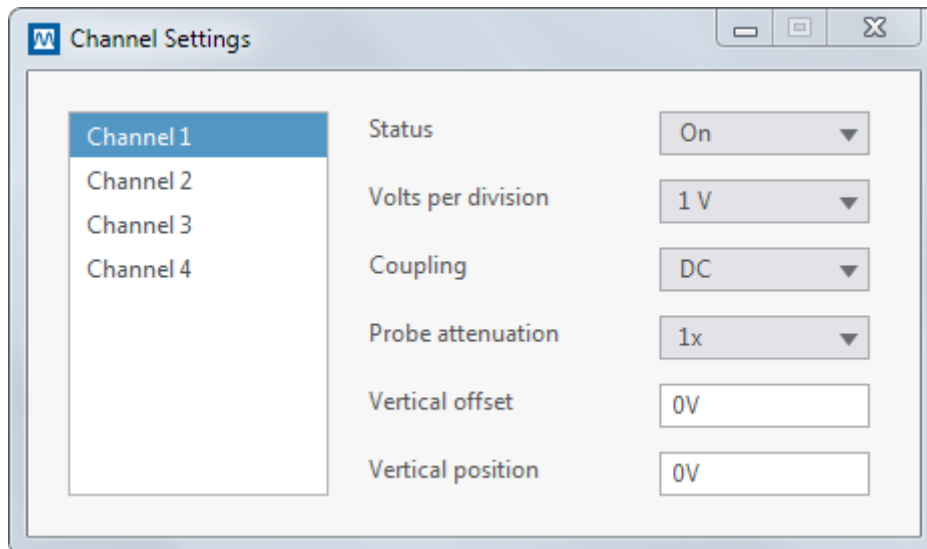 Channel Settings
Channel 1
Channel 2
Channel 3
Channel 4
Status
On
Volts per division
1 V
Coupling
DC
Probe attenuation
1x
Vertical offset
0V
Vertical position
0V